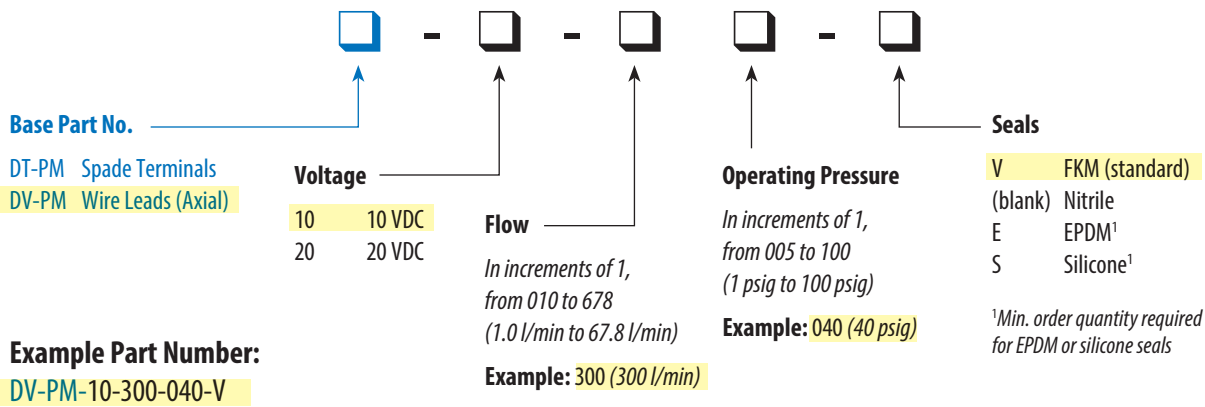 - - -
Base Part No.
DT-PM Spade Terminals
DV-PM Wire Leads (Axial)
Voltage
10 10 VDC
20 20 VDC
Flow
In increments of 1,
from 010 to 678
(1.0 l/min to 67.8 l/min)
Example: 300 (300 l/min)
Operating Pressure
In increments of 1,
from 005 to 100
(1 psig to 100 psig)
Example: 040 (40 psig)
Seals
V FKM (standard)
(blank) Nitrile
E EPDM¹
S Silicone¹
¹Min. order quantity required
for EPDM or silicone seals
Example Part Number:
DV-PM-10-300-040-V